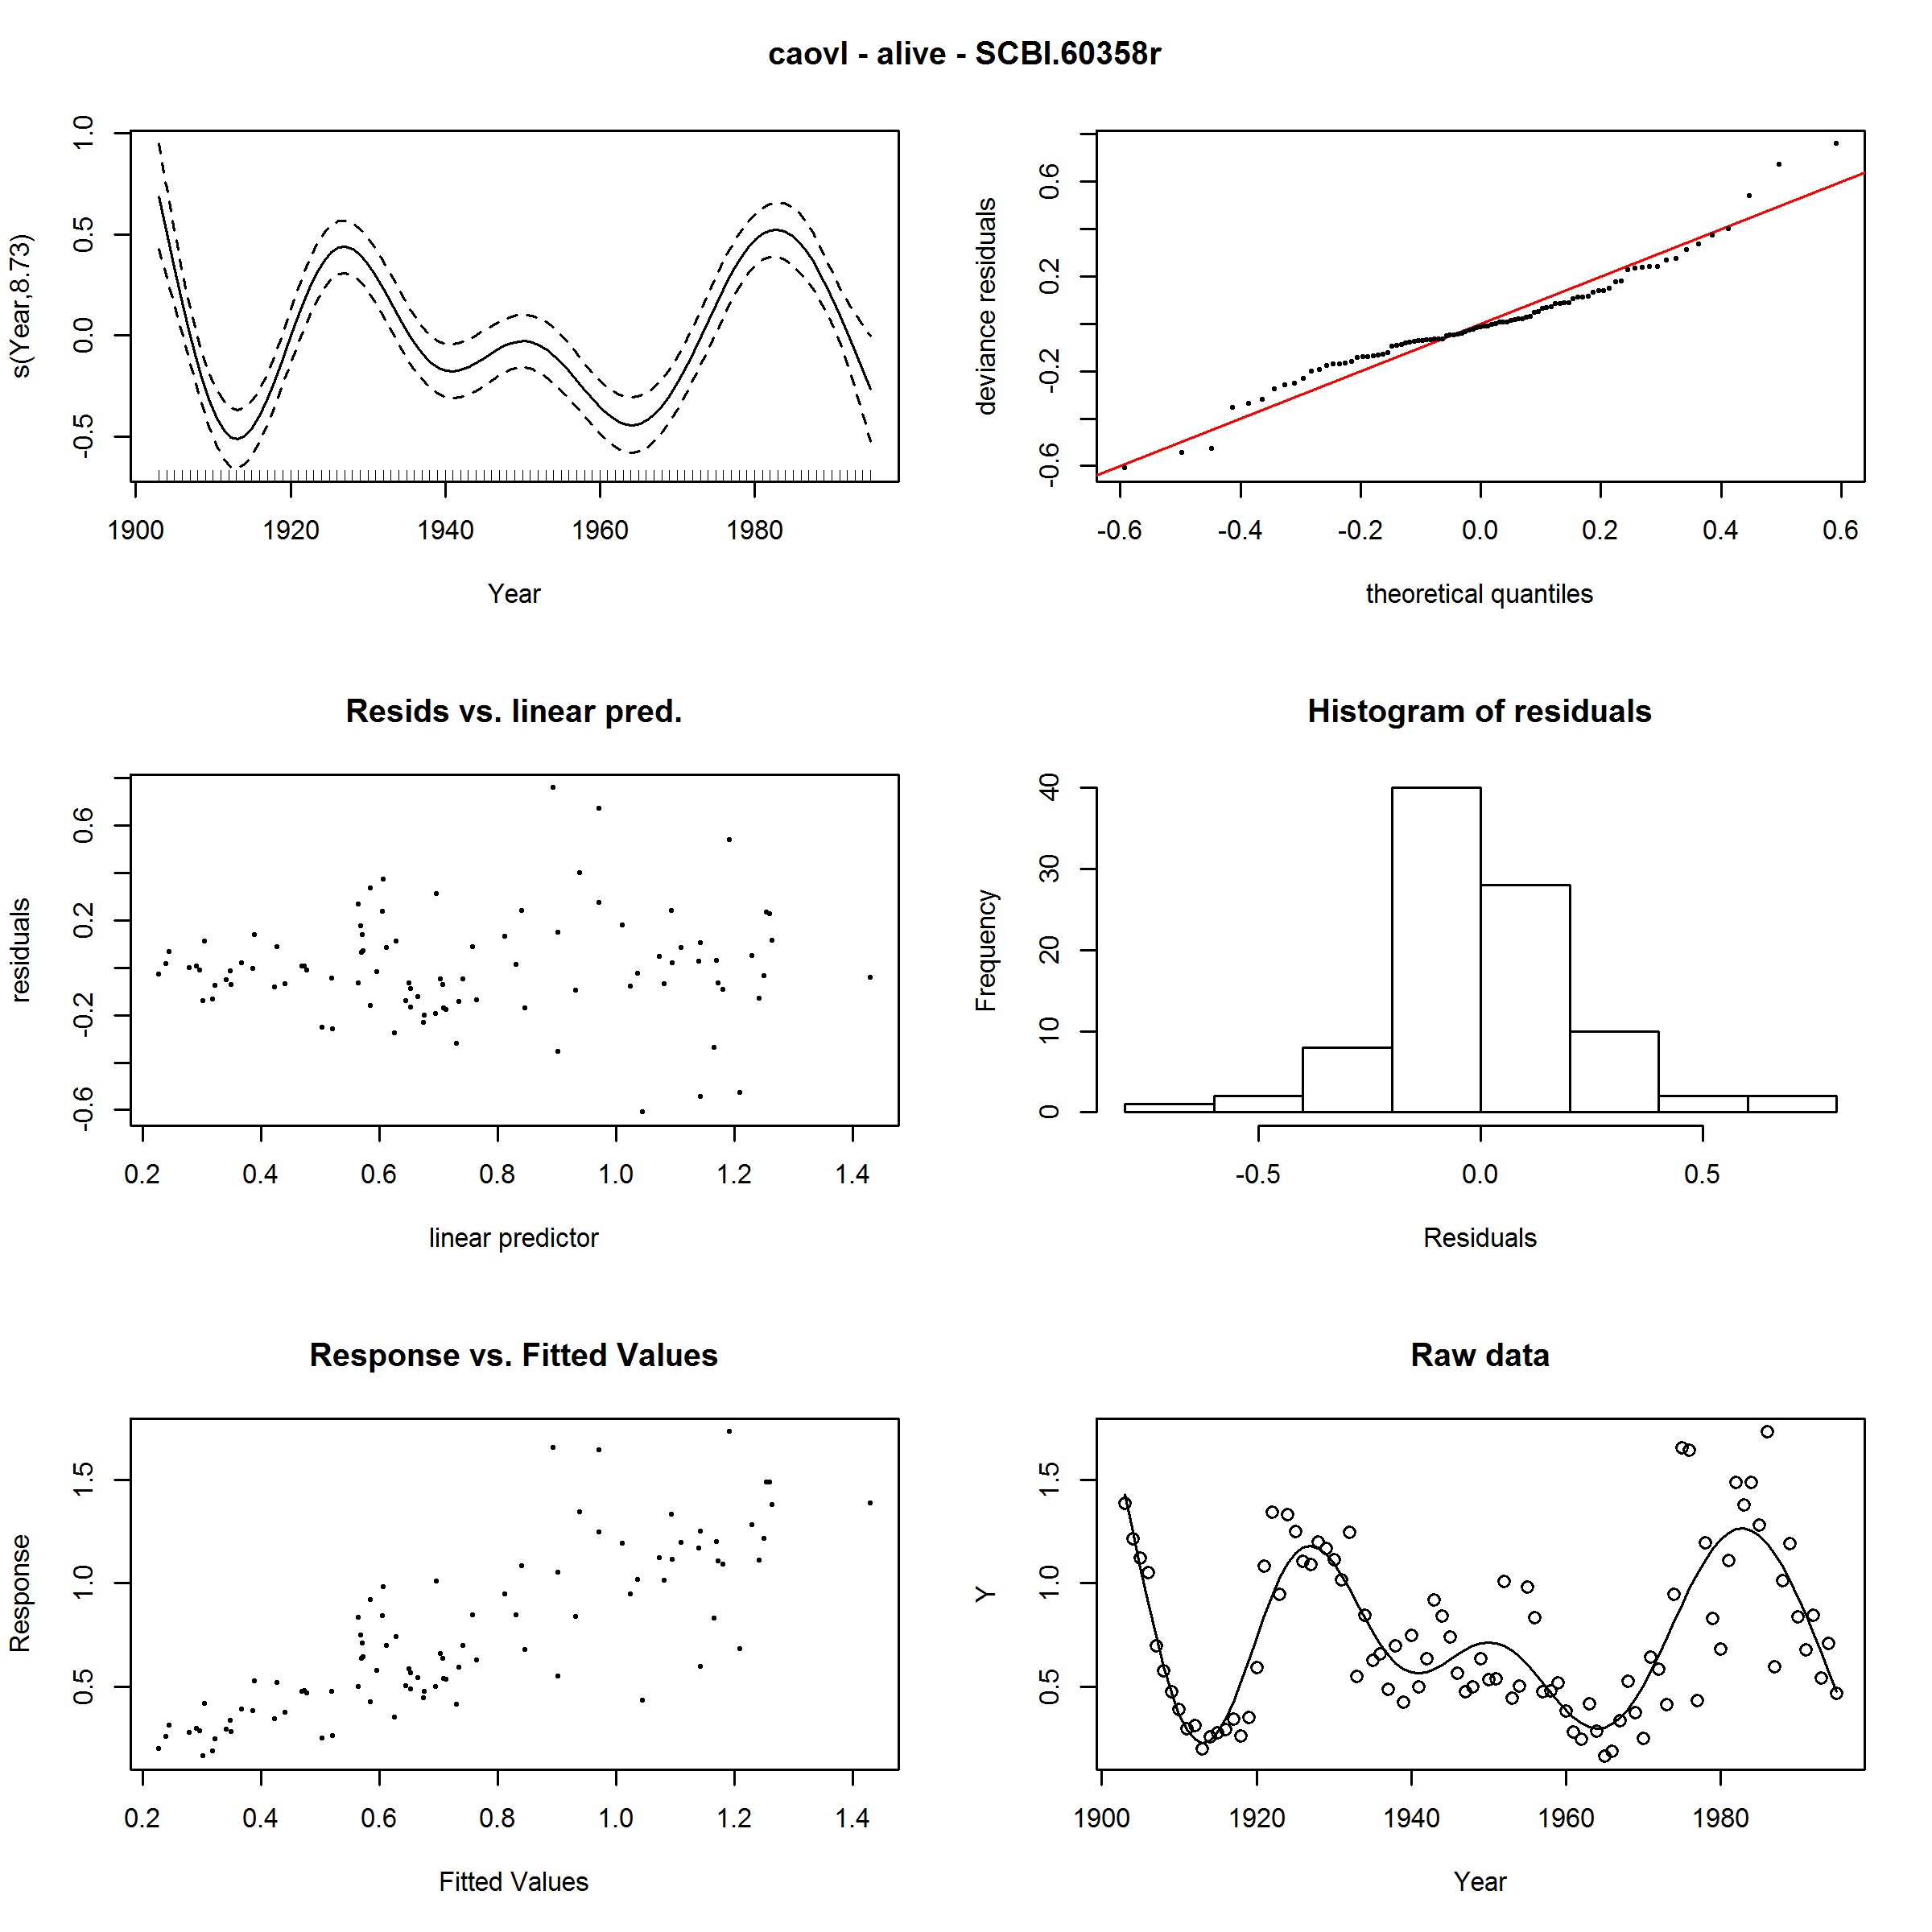 caovl - alive - SCBI.60358r
s(Year,8.73)
1.0
0.5
0.0
-0.5
1900 1920 1940 1960 1980
Year
deviance residuals
0.6
0.2
-0.2
-0.6
-0.6 -0.4 -0.2 0.0 0.2 0.4 0.6
theoretical quantiles
Resids vs. linear pred.
residuals
0.6
0.2
-0.2
-0.6
0.2 0.4 0.6 0.8 1.0 1.2 1.4
linear predictor
Histogram of residuals
Frequency
40
30
20
10
0
-0.5 0.0 0.5
Residuals
Response vs. Fitted Values
Response
1.5
1.0
0.5
0.2 0.4 0.6 0.8 1.0 1.2 1.4
Fitted Values
Raw data
Y
1.5
1.0
0.5
1900 1920 1940 1960 1980
Year